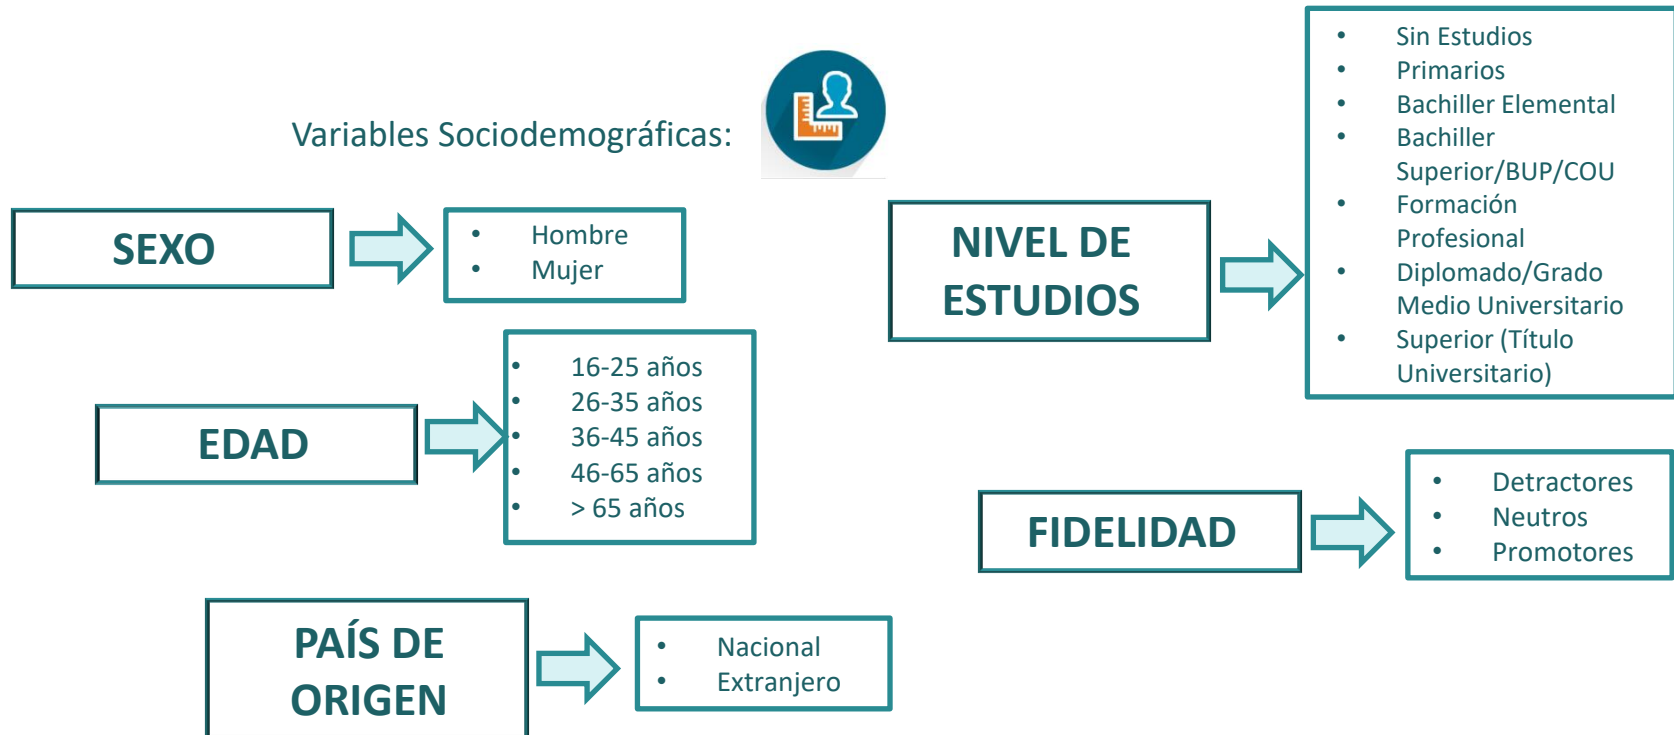 Variables Sociodemográficas:
SEXO
• Hombre
• Mujer
EDAD
• 16-25 años
• 26-35 años
• 36-45 años
• 46-65 años
• > 65 años
PAÍS DE
ORIGEN
• Nacional
• Extranjero
NIVEL DE
ESTUDIOS
• Sin Estudios
• Primarios
• Bachiller Elemental
• Bachiller
Superior/BUP/COU
• Formación
Profesional
• Diplomado/Grado
Medio Universitario
• Superior (Título
Universitario)
FIDELIDAD
• Detractores
• Neutros
• Promotores